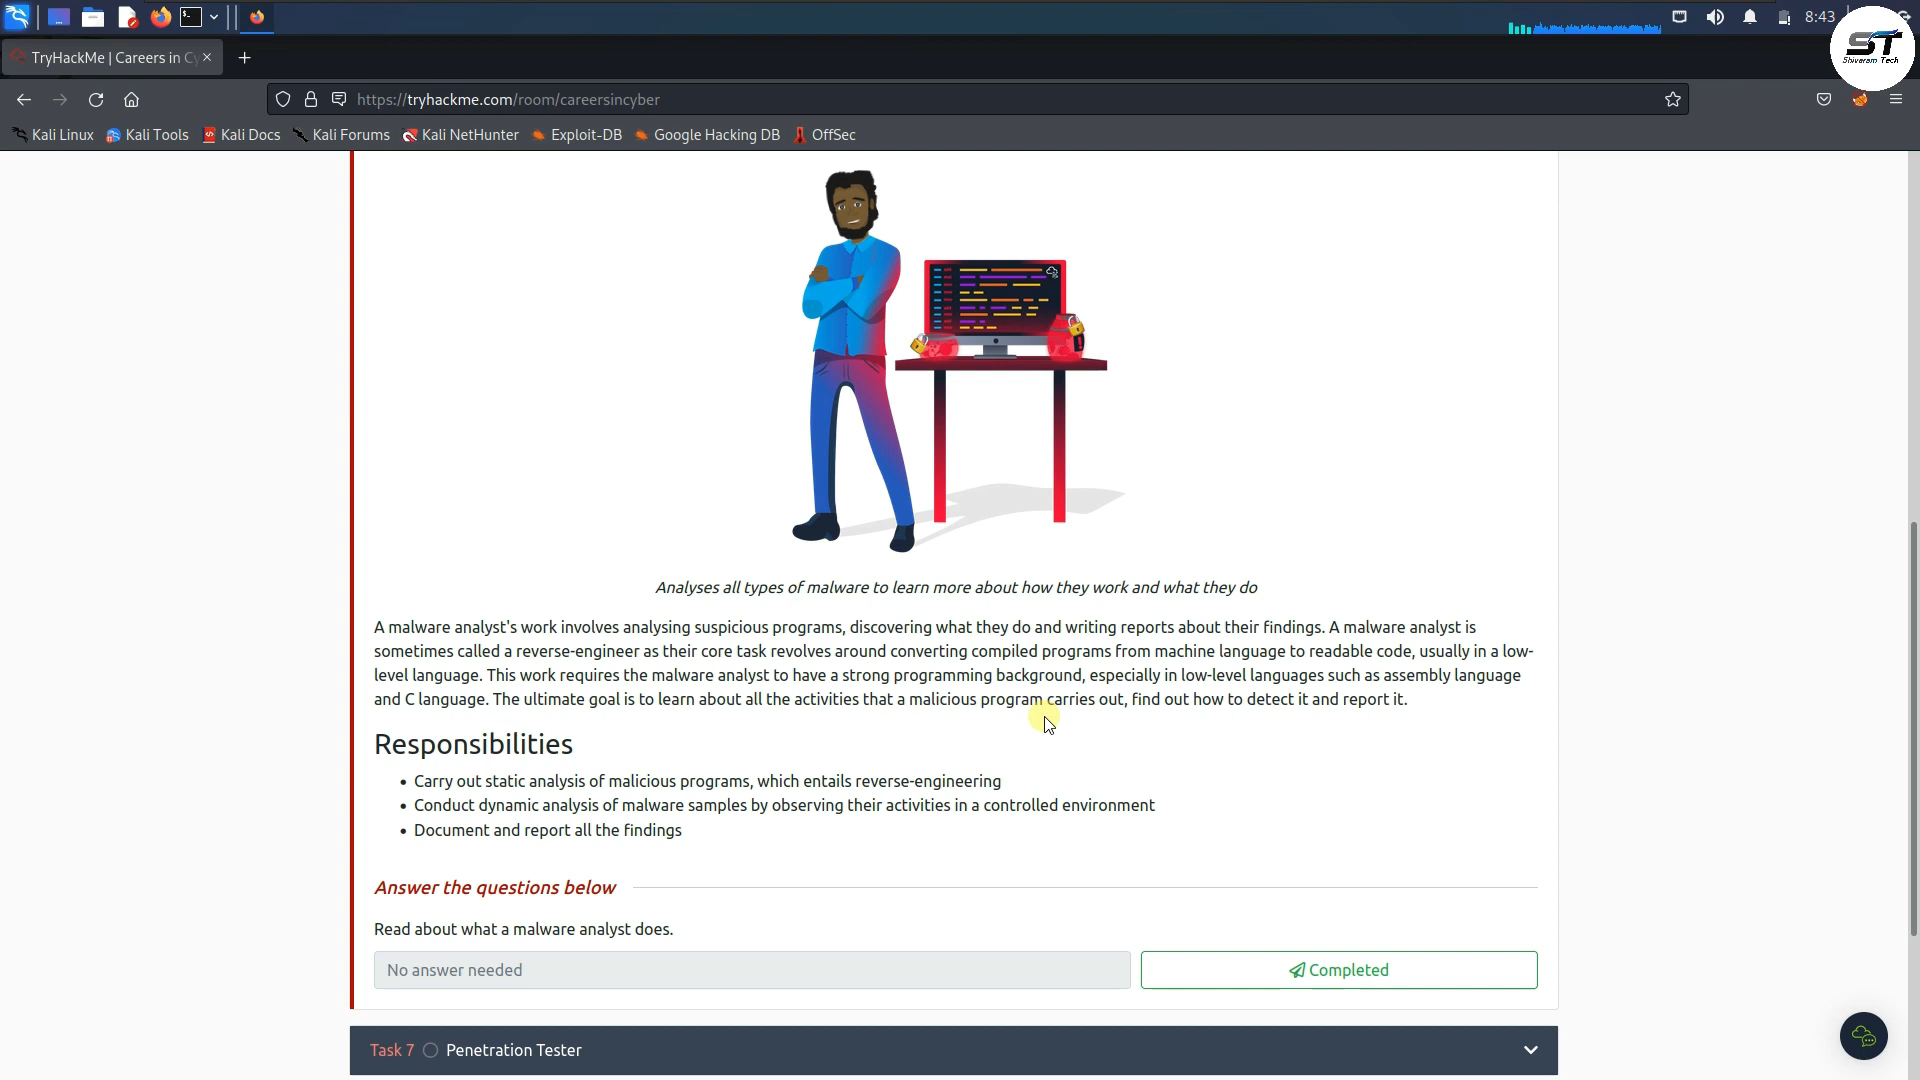 8:43
ST
Shivaram Tech
TryHackMe | Careers in Cy
https://tryhackme.com/room/careersincyber
Kali Linux Kali Tools Kali Docs Kali Forums Kali NetHunter Exploit-DB Google Hacking DB OffSec
Analyses all types of malware to learn more about how they work and what they do
A malware analyst's work involves analysing suspicious programs, discovering what they do and writing reports about their findings. A malware analyst is
sometimes called a reverse-engineer as their core task revolves around converting compiled programs from machine language to readable code, usually in a low-
level language. This work requires the malware analyst to have a strong programming background, especially in low-level languages such as assembly language
and C language. The ultimate goal is to learn about all the activities that a malicious program carries out, find out how to detect it and report it.
Responsibilities
• Carry out static analysis of malicious programs, which entails reverse-engineering
• Conduct dynamic analysis of malware samples by observing their activities in a controlled environment
• Document and report all the findings
Answer the questions below
Read about what a malware analyst does.
No answer needed
Completed
Task 7 Penetration Tester